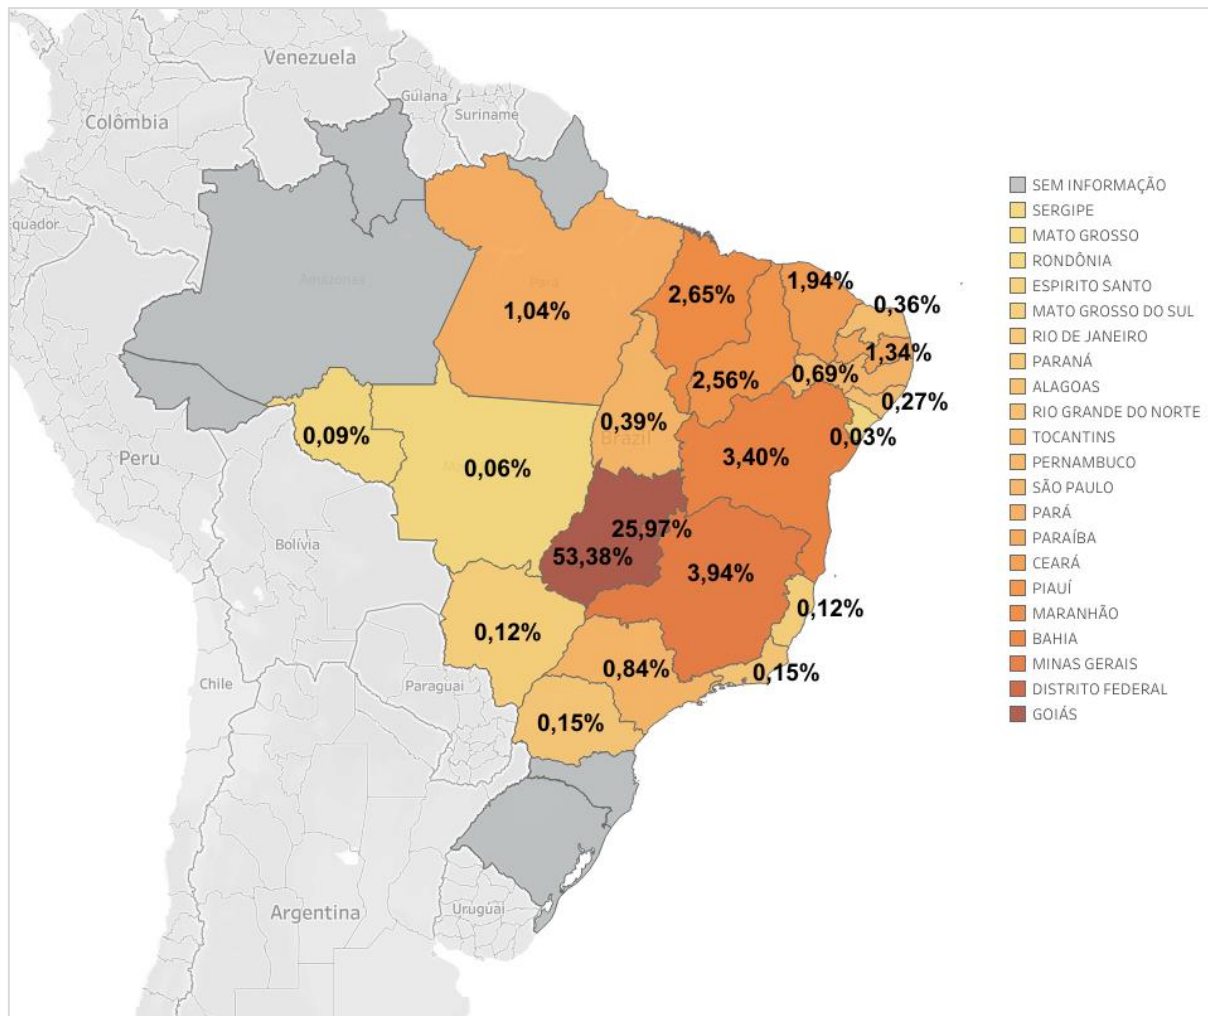 Venezuela
Guiana
Suriname
Colômbia
quador
Amazonas
Pará
Peru
Brazil
Bolívia
Chile
Paraguai
Argentina
Uruguai
1,04%
2,65%
1,94%
0,36%
1,34%
0,69%
2,56%
0,27%
0,39%
0,03%
0,09%
0,06%
3,40%
25,97%
53,38%
3,94%
0,12%
0,12%
0,84%
0,15%
0,15%
SEM INFORMAÇÃO
SERGIPE
MATO GROSSO
RONDÔNIA
ESPIRITO SANTO
MATO GROSSO DO SUL
RIO DE JANEIRO
PARANÁ
ALAGOAS
RIO GRANDE DO NORTE
TOCANTINS
PERNAMBUCO
SÃO PAULO
PARÁ
PARAÍBA
CEARÁ
PIAUÍ
MARANHÃO
BAHIA
MINAS GERAIS
DISTRITO FEDERAL
GOIÁS